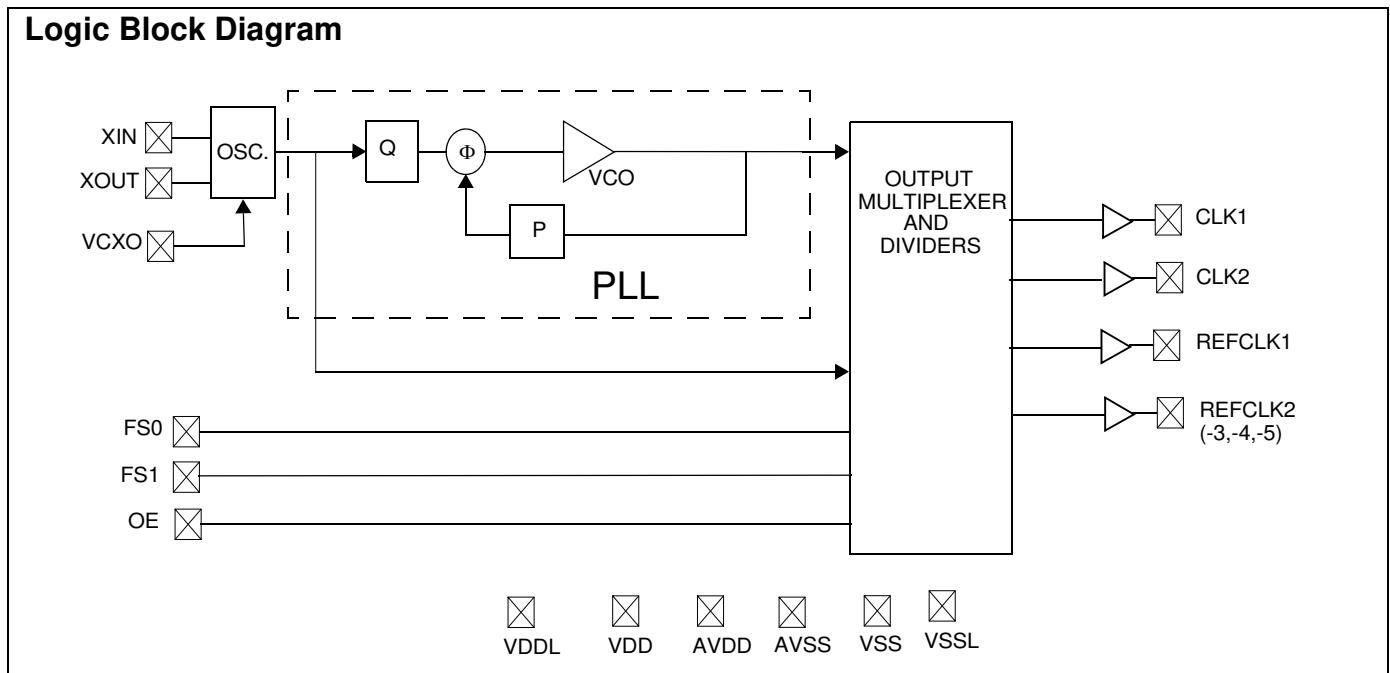 Logic Block Diagram
XIN
XOUT
VCXO
OSC.
Q
Φ
VCO
P
PLL
OUTPUT
MULTIPLEXER
AND
DIVIDERS
CLK1
CLK2
REFCLK1
REFCLK2
(-3,-4,-5)
FS0
FS1
OE
VDDL
VDD
AVDD
AVSS
VSS
VSSL